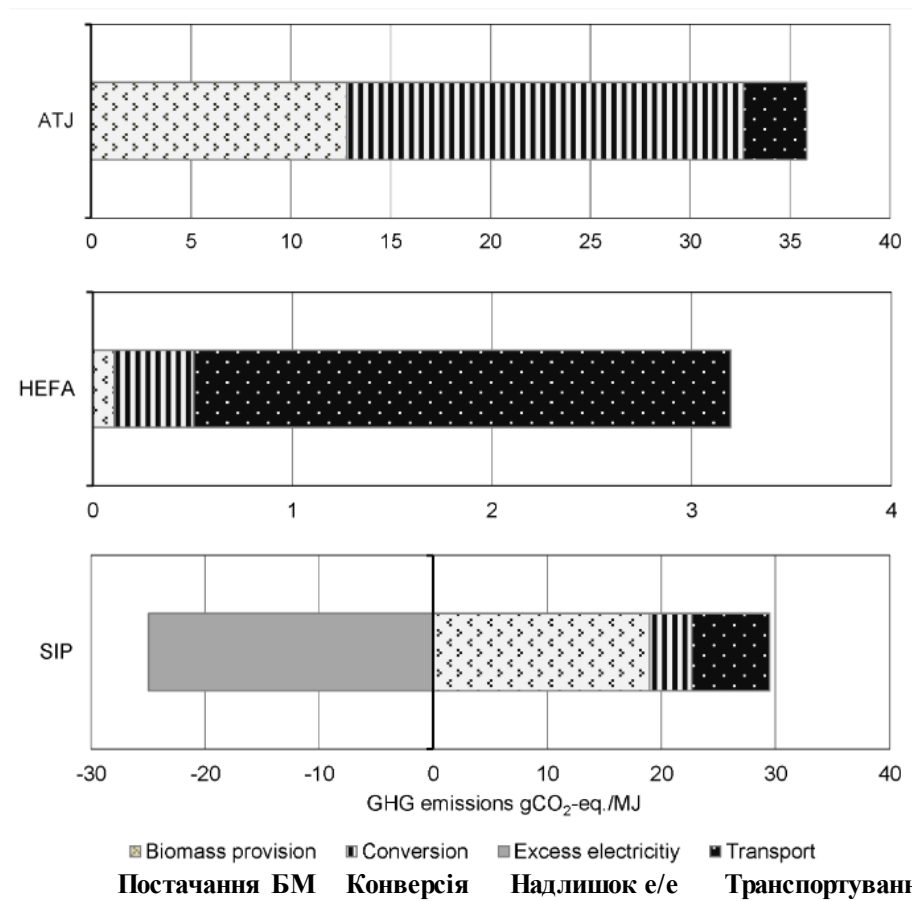 ATJ
0 5 10 15 20 25 30 35 40
HEFA
0 1 2 3 4
SIP
-30 -20 -10 0 10 20 30 40
GHG emissions gCO₂-eq./MJ
Biomass provision Conversion Excess electricitiy Transport
Постачання БМ Конверсія Надлишок е/е Транспортуванн